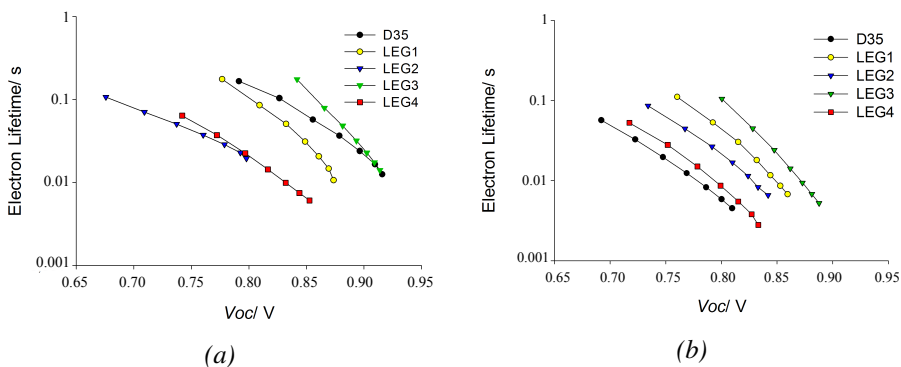 1
0.1
0.01
0.001
Electron Lifetime/ s
0.65 0.70 0.75 0.80 0.85 0.90 0.95
Voc/ V
D35
LEG1
LEG2
LEG3
LEG4
(a)
1
0.1
0.01
0.001
Electron Lifetime/ s
0.65 0.70 0.75 0.80 0.85 0.90 0.95
Voc/ V
D35
LEG1
LEG2
LEG3
LEG4
(b)